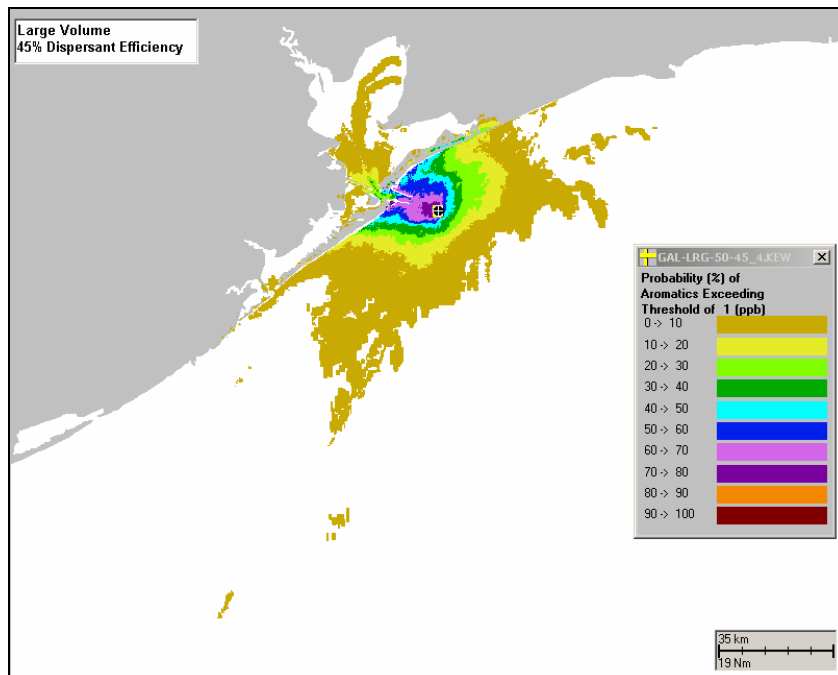 Large Volume
45% Dispersant Efficiency
GAL-LRG-50-45_4.KEW
Probability (%) of
Aromatics Exceeding
Threshold of 1 (ppb)
0 -> 10
10 -> 20
20 -> 30
30 -> 40
40 -> 50
50 -> 60
60 -> 70
70 -> 80
80 -> 90
90 -> 100
35 km
19 Nm